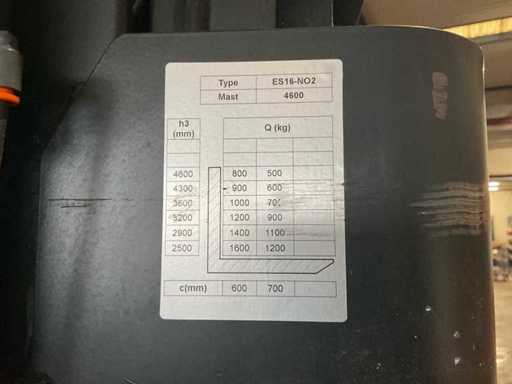 Type ES16-NO2
Mast 4600
h3 (mm) Q (kg)
4600 800 500
4300 900 600
3600 1000 700
3200 1200 900
2900 1400 1100
2500 1600 1200
c(mm) 600 700